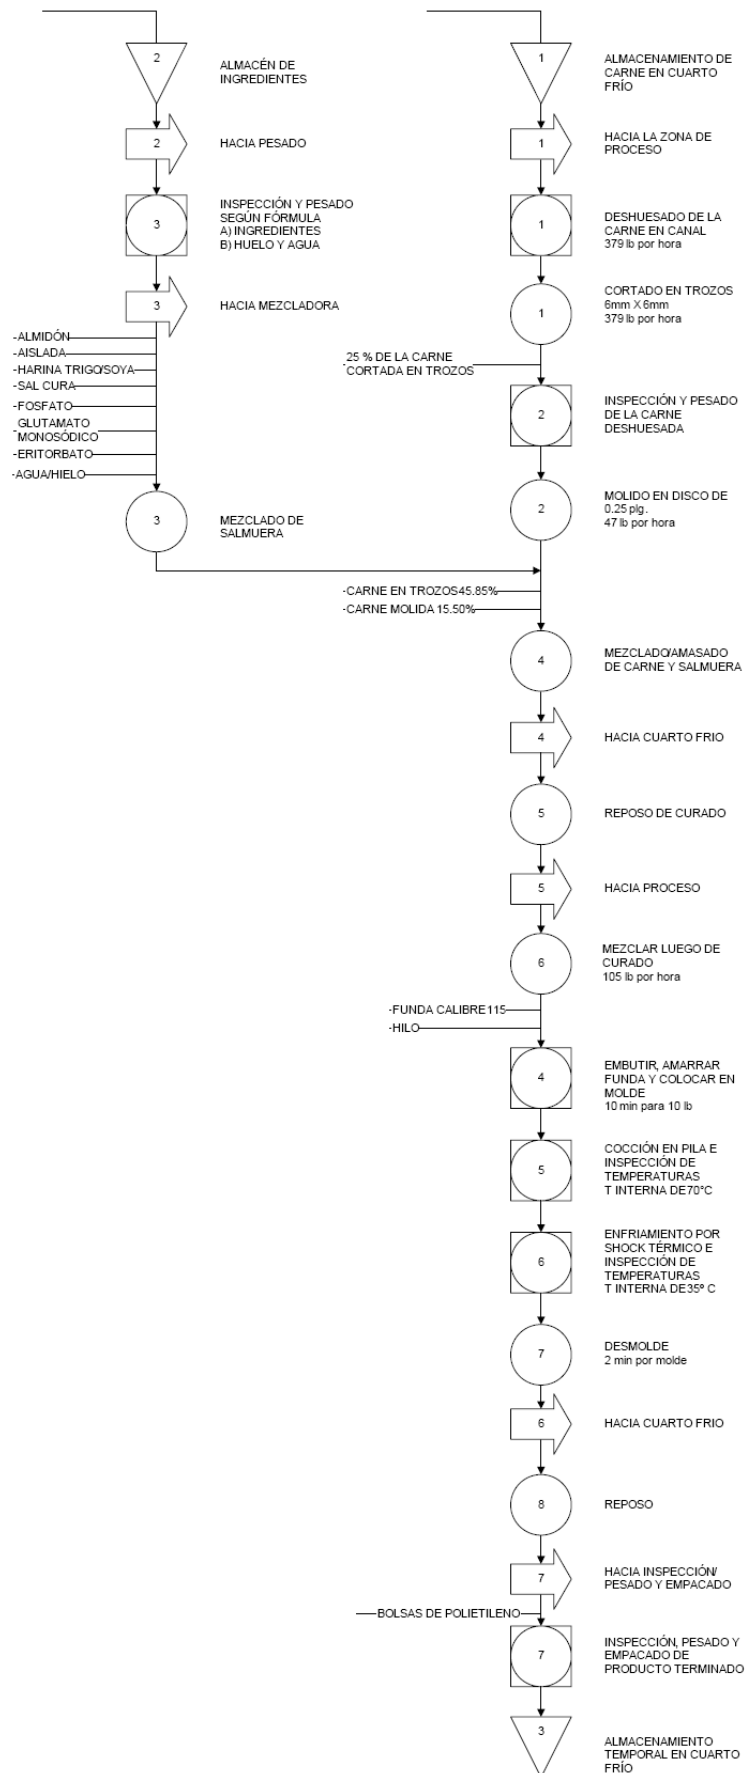 2
ALMACÉN DE
INGREDIENTES
2
HACIA PESADO
3
INSPECCIÓN Y PESADO
SEGÚN FÓRMULA
A) INGREDIENTES
B) HUELO Y AGUA
3
HACIA MEZCLADORA
-ALMIDÓN
-AISLADA
-HARINA TRIGO/SOYA
-SAL CURA
-FOSFATO
GLUTAMATO
-MONOSÓDICO
-ERITORBATO
-AGUA/HIELO
3
MEZCLADO DE
SALMUERA
1
ALMACENAMIENTO DE
CARNE EN CUARTO
FRÍO
1
HACIA LA ZONA DE
PROCESO
1
DESHUESADO DE LA
CARNE EN CANAL
379 lb por hora
1
CORTADO EN TROZOS
6mm X 6mm
379 lb por hora
-25 % DE LA CARNE
CORTADA EN TROZOS
2
INSPECCIÓN Y PESADO
DE LA CARNE
DESHUESADA
2
MOLIDO EN DISCO DE
0.25 plg.
47 lb por hora
-CARNE EN TROZOS 45.85%
-CARNE MOLIDA 15.50%
4
MEZCLADO/AMASADO
DE CARNE Y SALMUERA
4
HACIA CUARTO FRIO
5
REPOSO DE CURADO
5
HACIA PROCESO
6
MEZCLAR LUEGO DE
CURADO
105 lb por hora
-FUNDA CALIBRE 115
-HILO
4
EMBUTIR, AMARRAR
FUNDA Y COLOCAR EN
MOLDE
10 min para 10 lb
5
COCCIÓN EN PILA E
INSPECCIÓN DE
TEMPERATURAS
T INTERNA DE 70°C
6
ENFRIAMIENTO POR
SHOCK TÉRMICO E
INSPECCIÓN DE
TEMPERATURAS
T INTERNA DE 35º C
7
DESMOLDE
2 min por molde
6
HACIA CUARTO FRIO
8
REPOSO
7
HACIA INSPECCIÓN/
PESADO Y EMPACADO
BOLSAS DE POLIETILENO
7
INSPECCIÓN, PESADO Y
EMPACADO DE
PRODUCTO TERMINADO
3
ALMACENAMIENTO
TEMPORAL EN CUARTO
FRÍO